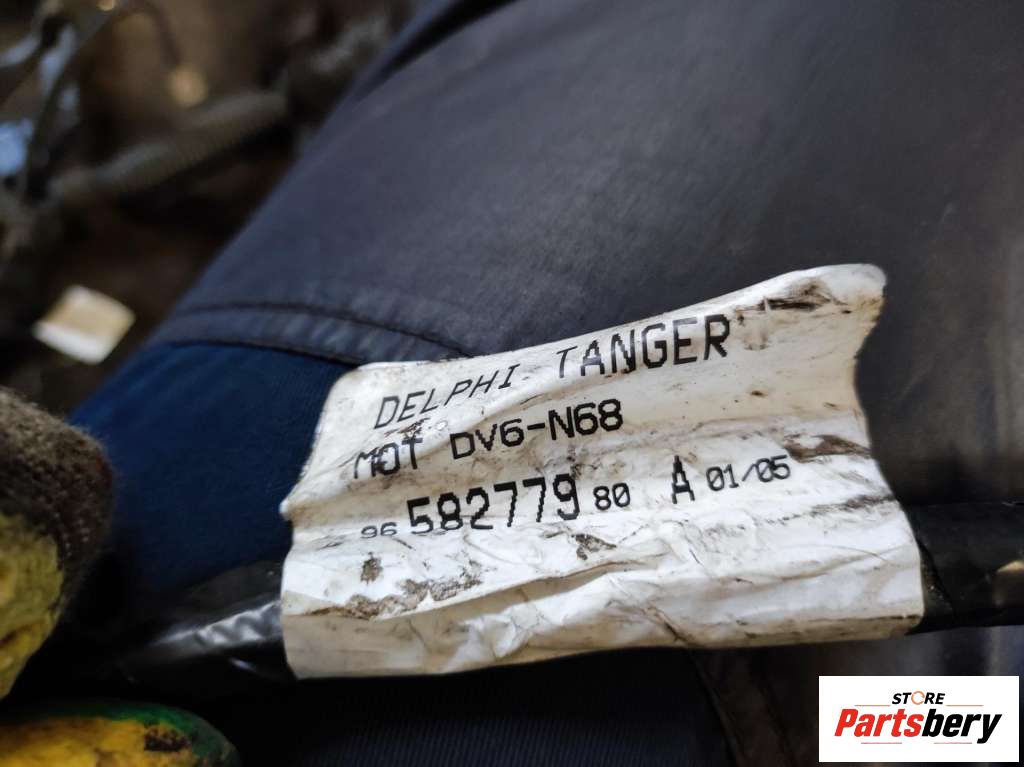 DELPHI TANGER
MOT DV6-N68
96 582779 80 A 01/05
STORE
Partsbery